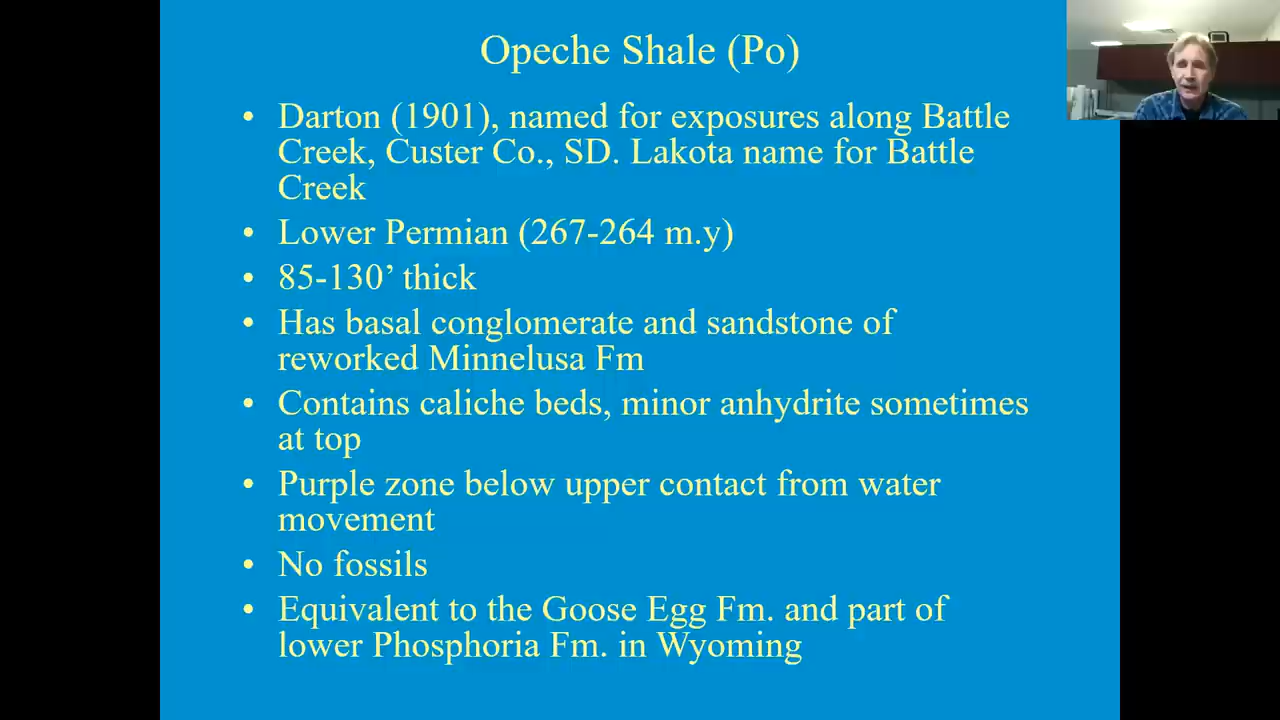 Opeche Shale (Po)
• Darton (1901), named for exposures along Battle
Creek, Custer Co., SD. Lakota name for Battle
Creek
• Lower Permian (267-264 m.y)
• 85-130’ thick
• Has basal conglomerate and sandstone of
reworked Minnelusa Fm
• Contains caliche beds, minor anhydrite sometimes
at top
• Purple zone below upper contact from water
movement
• No fossils
• Equivalent to the Goose Egg Fm. and part of
lower Phosphoria Fm. in Wyoming